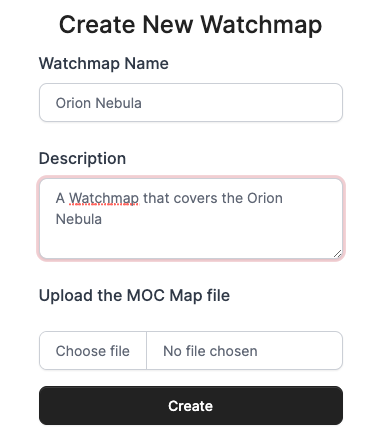 Create New Watchmap
Watchmap Name
Orion Nebula
Description
A Watchmap that covers the Orion
Nebula
Upload the MOC Map file
Choose file No file chosen
Create